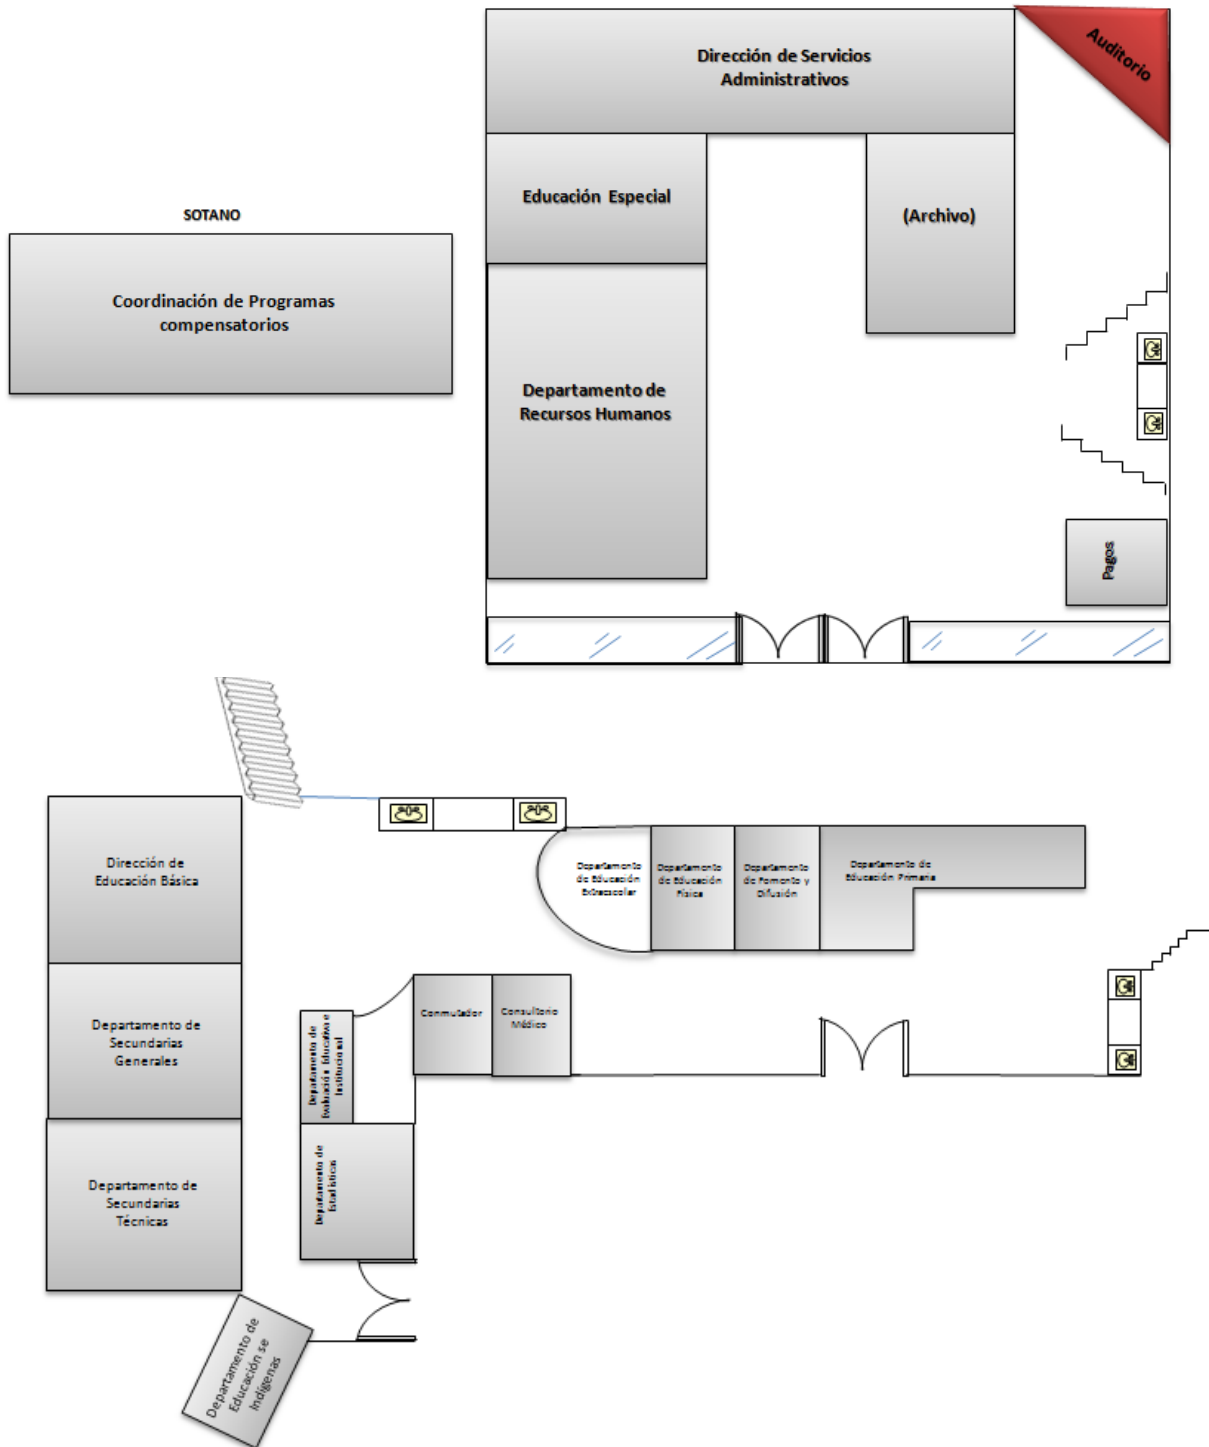 Dirección de Servicios
Administrativos
Auditorio
Educación Especial
(Archivo)
SOTANO
Coordinación de Programas
compensatorios
Departamento de
Recursos Humanos
Pagos
Dirección de
Educación Básica
Departamento
de Educación
Extraescolar
Departamento
de Educación
Física
Departamento
de Fomento y
Difusión
Departamento de
Educación Primaria
Departamento de
Secundarias
Generales
Conmutador
Consultorio
Médico
Departamento de
Evaluación Educativa e
Institucional
Departamento de
Estadísticas
Departamento de
Secundarias
Técnicas
Departamento de
Educación se
Indígenas